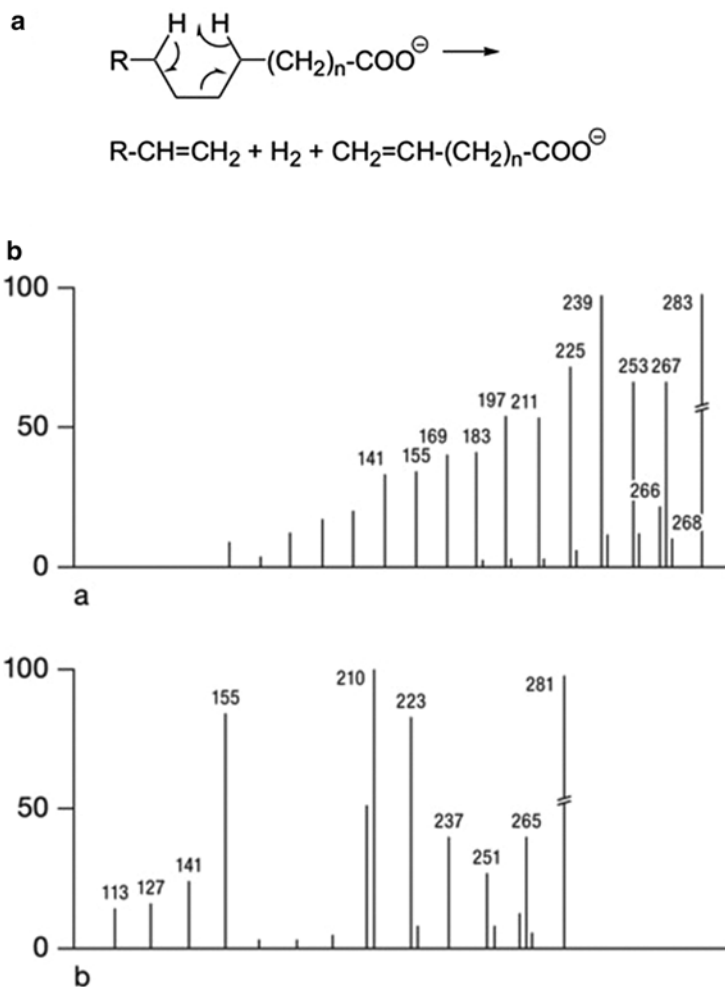 a
H H
R (CH₂)ₙ-COO⊖
R-CH=CH₂ + H₂ + CH₂=CH-(CH₂)ₙ-COO⊖
b
100
239 283
225
253 267
197 211
50
169 183
141 155
266
268
0
a
100
210 281
155 223
50
237 265
251
141
113 127
0
b